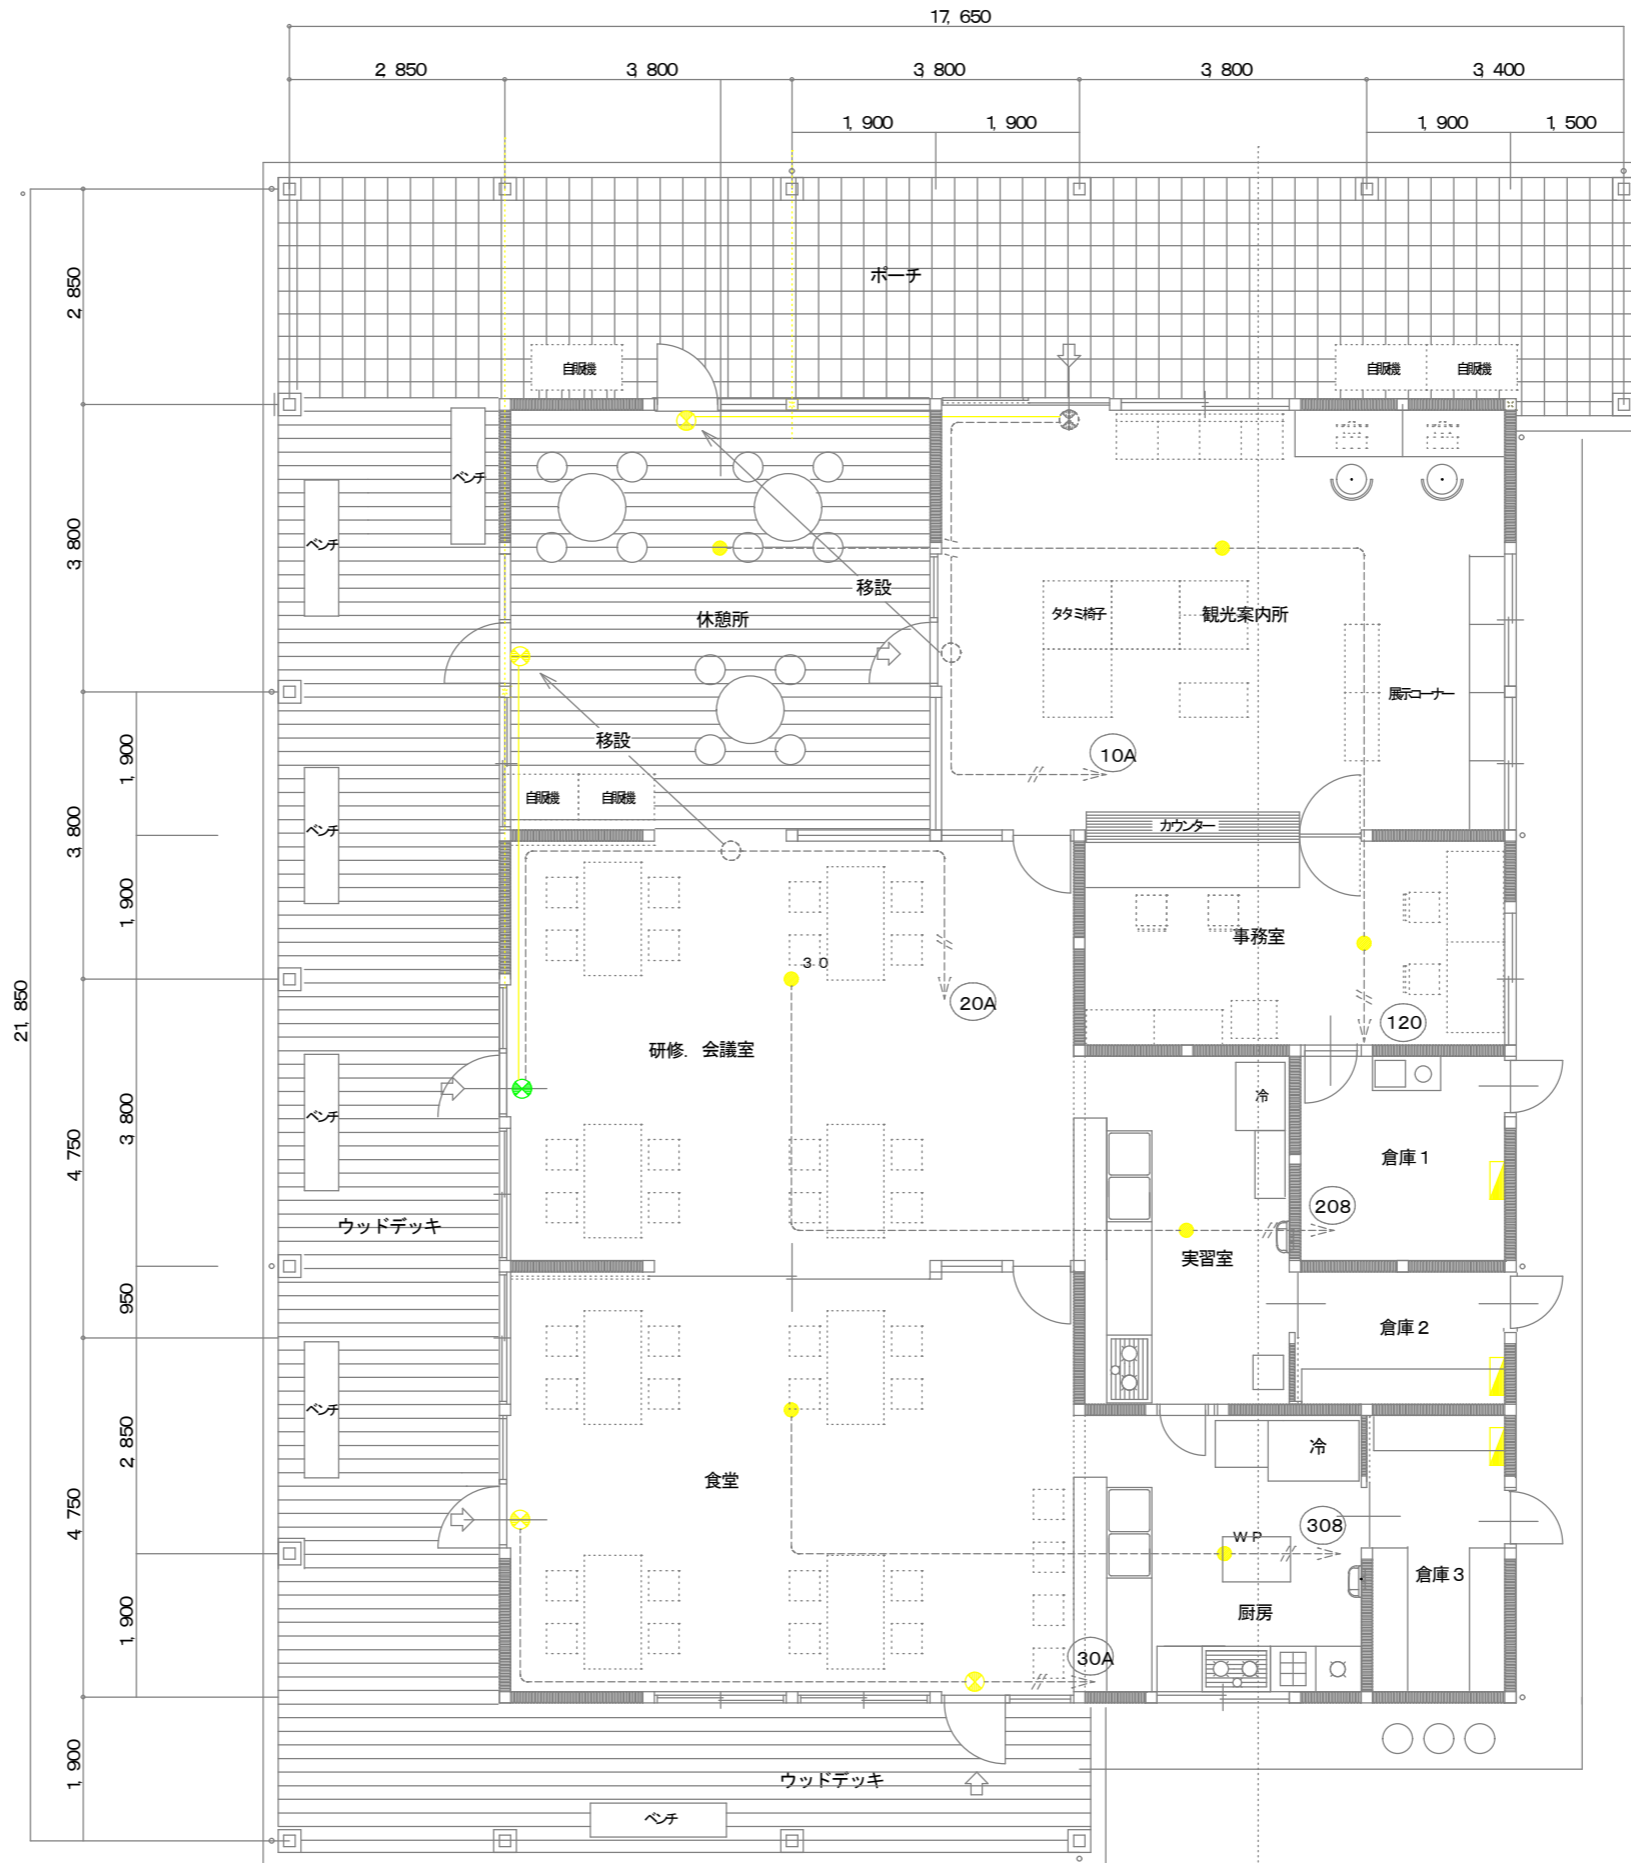 17,650
2,850
3,800
3,800
3,800
3,400
1,900
1,900
1,900
1,500
2,850
ポーチ
自販機
自販機
自販機
ベンチ
ベンチ
3,800
移設
休憩所
タタミ椅子
観光案内所
展示コーナー
移設
10A
1,900
自販機
自販機
カウンター
3,800
ベンチ
1,900
事務室
30
20A
120
21,850
研修.会議室
冷
3,800
ベンチ
4,750
倉庫1
208
ウッドデッキ
実習室
950
倉庫2
ベンチ
2,850
冷
食堂
4,750
308
WP
倉庫3
厨房
1,900
30A
1,900
ウッドデッキ
ベンチ